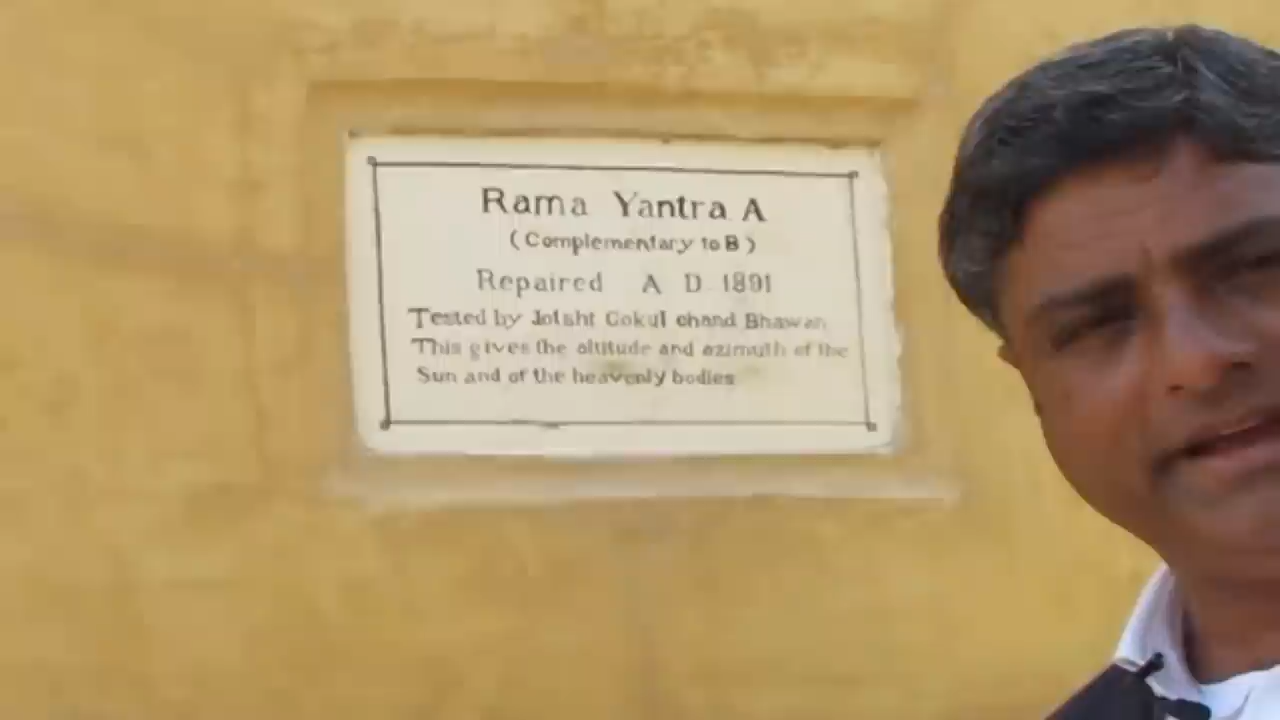 Rama Yantra A
(Complementary to B)
Repaired A D 1891
Tested by Jotsht Gokul chand Bhawan
This gives the altitude and azimuth of the
Sun and of the heavenly bodies